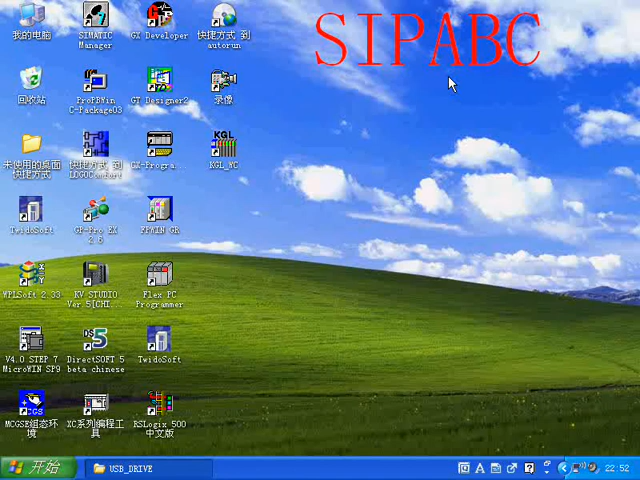 SIPABC
我的电脑
SIMATIC
Manager
GX Developer
快捷方式 到
autorun
回收站
ProPBWin
C-Package03
GT Designer2
录像
未使用的桌面
快捷方式
快捷方式 到
LOGOComfort
CX-Progra...
KGL
KGL_WC
TwidoSoft
GP-Pro EX
2.6
FPWIN GR
WPLSoft 2.33
KV STUDIO
Ver 5[CHI...
Flex PC
Programmer
V4.0 STEP 7
MicroWIN SP9
DirectSOFT 5
beta chinese
TwidoSoft
MCGSE组态环
境
XC系列编程工
具
RSLogix 500
中文版
开始
USB_DRIVE
22:52